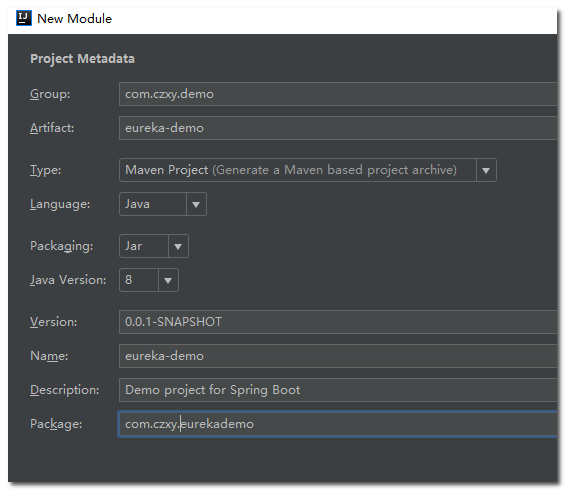 IJ New Module
Project Metadata
Group: com.czxy.demo
Artifact: eureka-demo
Type: Maven Project (Generate a Maven based project archive)
Language: Java
Packaging: Jar
Java Version: 8
Version: 0.0.1-SNAPSHOT
Name: eureka-demo
Description: Demo project for Spring Boot
Package: com.czxy.eurekademo